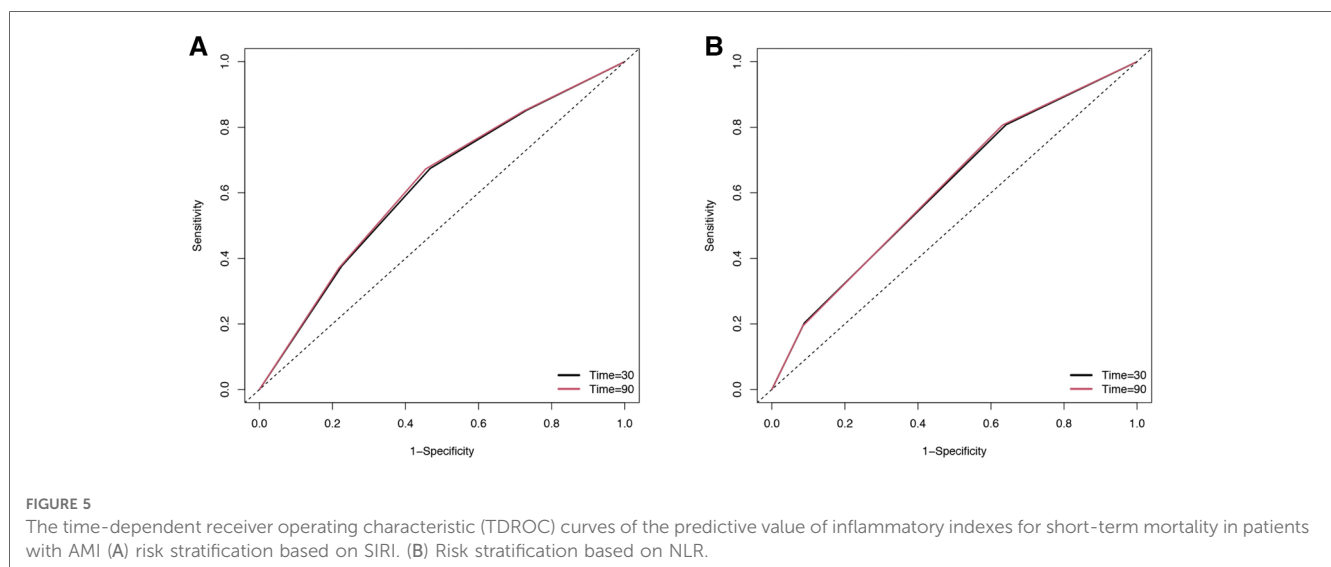 A
B
1.0
0.8
0.6
0.4
0.2
0.0
Sensitivity
Time=30
Time=90
0.0 0.2 0.4 0.6 0.8 1.0
1−Specificity
1.0
0.8
0.6
0.4
0.2
0.0
Sensitivity
Time=30
Time=90
0.0 0.2 0.4 0.6 0.8 1.0
1−Specificity
FIGURE 5
The time-dependent receiver operating characteristic (TDROC) curves of the predictive value of inflammatory indexes for short-term mortality in patients
with AMI (A) risk stratification based on SIRI. (B) Risk stratification based on NLR.